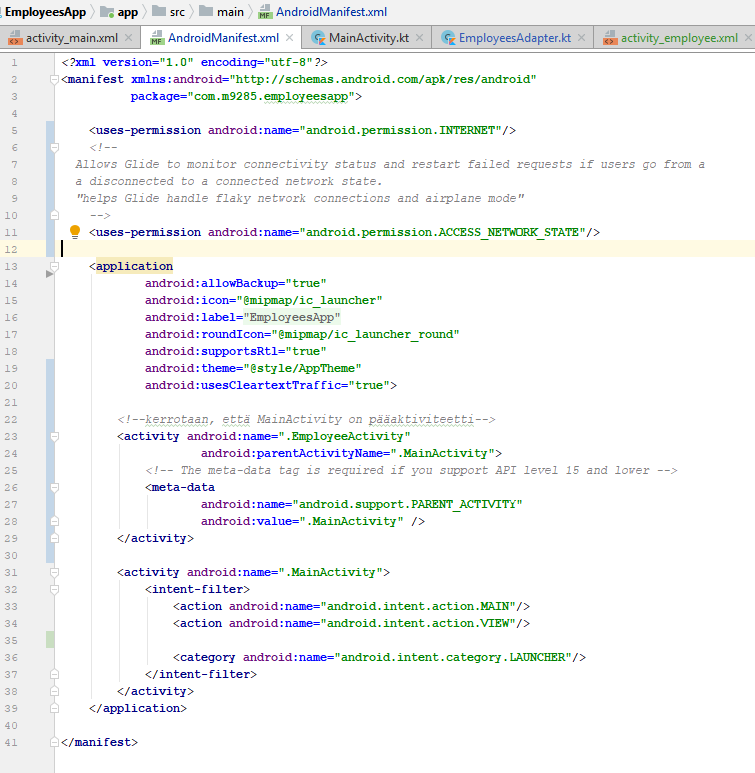 EmployeesApp app src main AndroidManifest.xml
activity_main.xml AndroidManifest.xml MainActivity.kt EmployeesAdapter.kt activity_employee.xml
1 <?xml version="1.0" encoding="utf-8"?>
2 <manifest xmlns:android="http://schemas.android.com/apk/res/android"
3 package="com.m9285.employeesapp">
4
5 <uses-permission android:name="android.permission.INTERNET"/>
6 <!--
7 Allows Glide to monitor connectivity status and restart failed requests if users go from a
8 a disconnected to a connected network state.
9 "helps Glide handle flaky network connections and airplane mode"
10 -->
11 <uses-permission android:name="android.permission.ACCESS_NETWORK_STATE"/>
12
13 <application
14 android:allowBackup="true"
15 android:icon="@mipmap/ic_launcher"
16 android:label="EmployeesApp"
17 android:roundIcon="@mipmap/ic_launcher_round"
18 android:supportsRtl="true"
19 android:theme="@style/AppTheme"
20 android:usesCleartextTraffic="true">
21
22 <!--kerrotaan, että MainActivity on pääaktiviteetti-->
23 <activity android:name=".EmployeeActivity"
24 android:parentActivityName=".MainActivity">
25 <!-- The meta-data tag is required if you support API level 15 and lower -->
26 <meta-data
27 android:name="android.support.PARENT_ACTIVITY"
28 android:value=".MainActivity" />
29 </activity>
30
31 <activity android:name=".MainActivity">
32 <intent-filter>
33 <action android:name="android.intent.action.MAIN"/>
34 <action android:name="android.intent.action.VIEW"/>
35
36 <category android:name="android.intent.category.LAUNCHER"/>
37 </intent-filter>
38 </activity>
39 </application>
40
41 </manifest>